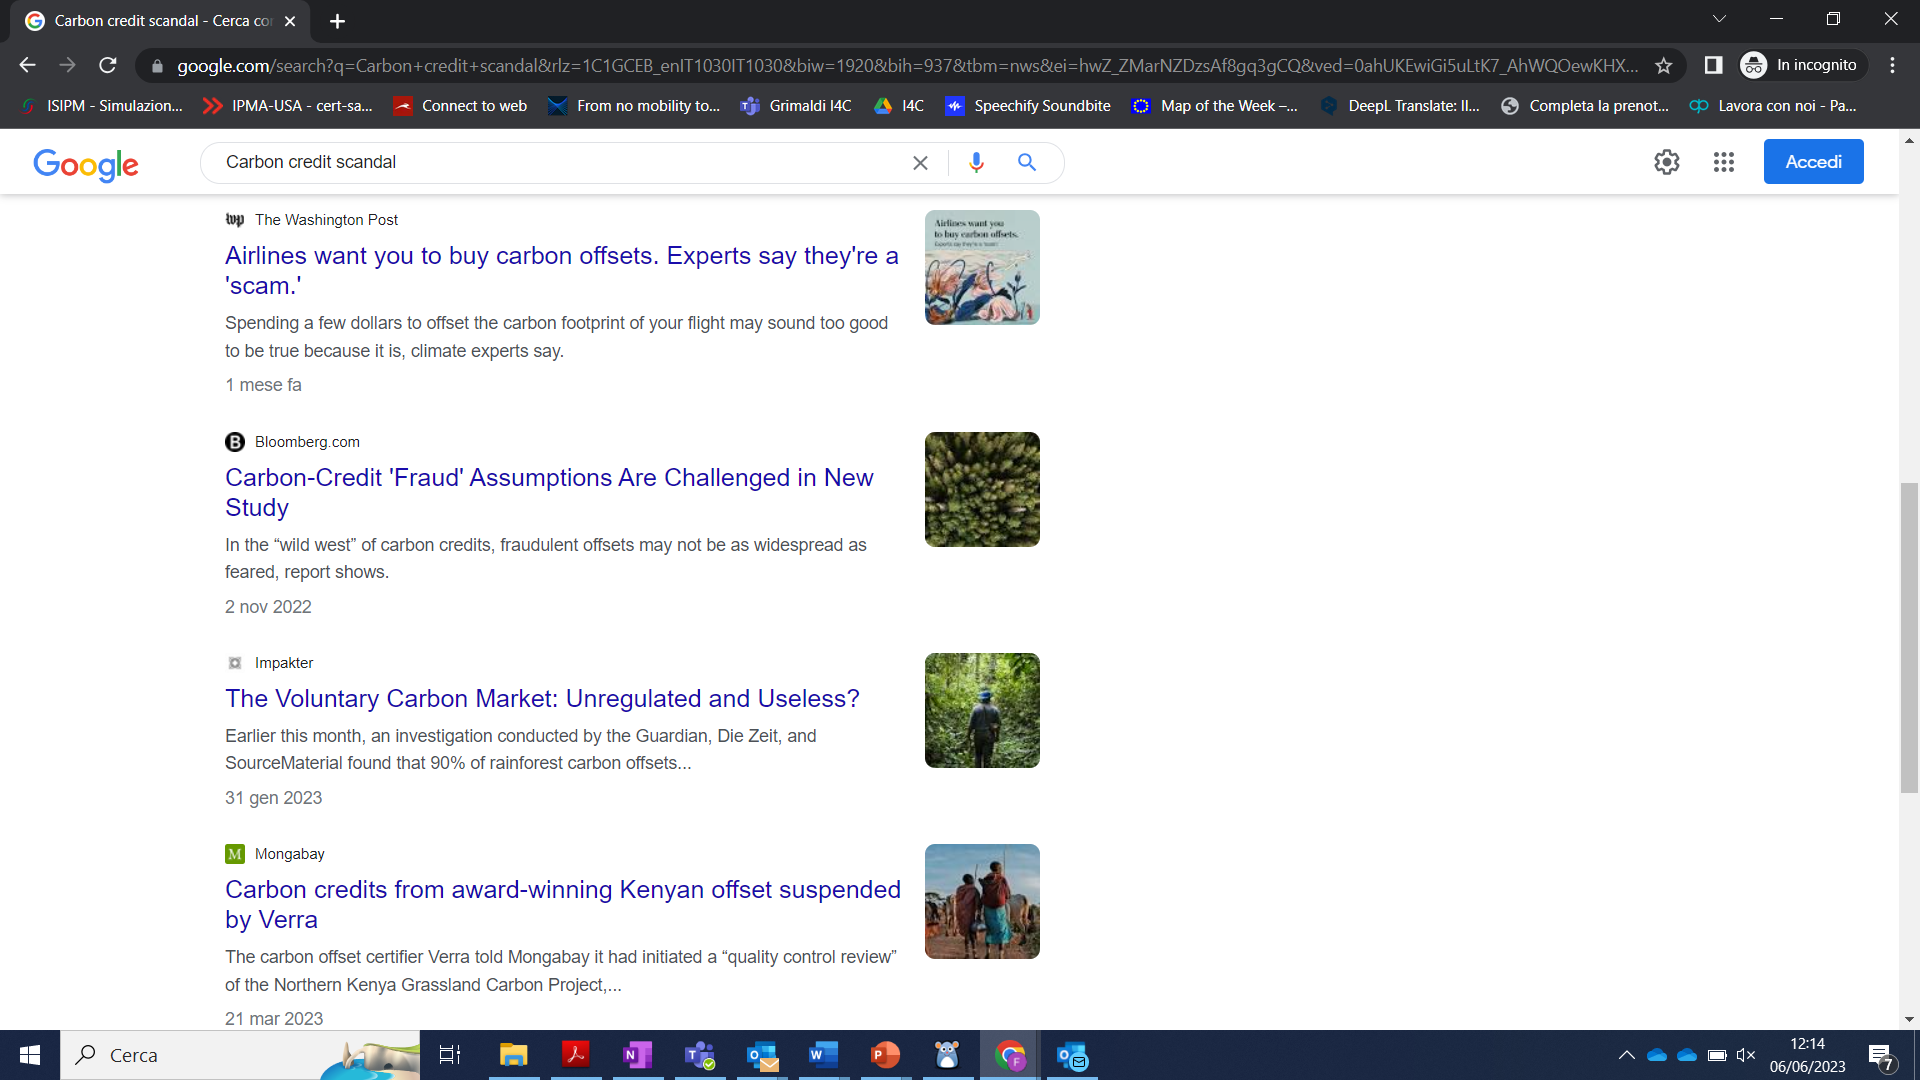 Carbon credit scandal - Cerca co
google.com/search?q=Carbon+credit+scandal&rlz=1C1GCEB_enIT1030IT1030&biw=1920&bih=937&tbm=nws&ei=hwZ_ZMarNZDzsAf8gq3gCQ&ved=0ahUKEwiGi5uLtK7_AhWQOewKHX...
In incognito
ISIPM - Simulazion...
IPMA-USA - cert-sa...
Connect to web
From no mobility to...
Grimaldi I4C
I4C
Speechify Soundbite
Map of the Week –...
DeepL Translate: Il...
Completa la prenot...
Lavora con noi - Pa...
Google
Carbon credit scandal
Accedi
wp The Washington Post
Airlines want you to buy carbon offsets. Experts say they're a
'scam.'
Spending a few dollars to offset the carbon footprint of your flight may sound too good
to be true because it is, climate experts say.
1 mese fa
Airlines want you
to buy carbon offsets.
Experts say they're a 'scam.'
B Bloomberg.com
Carbon-Credit 'Fraud' Assumptions Are Challenged in New
Study
In the “wild west” of carbon credits, fraudulent offsets may not be as widespread as
feared, report shows.
2 nov 2022
Impakter
The Voluntary Carbon Market: Unregulated and Useless?
Earlier this month, an investigation conducted by the Guardian, Die Zeit, and
SourceMaterial found that 90% of rainforest carbon offsets...
31 gen 2023
M Mongabay
Carbon credits from award-winning Kenyan offset suspended
by Verra
The carbon offset certifier Verra told Mongabay it had initiated a “quality control review”
of the Northern Kenya Grassland Carbon Project,...
21 mar 2023
Cerca
12:14
06/06/2023
7